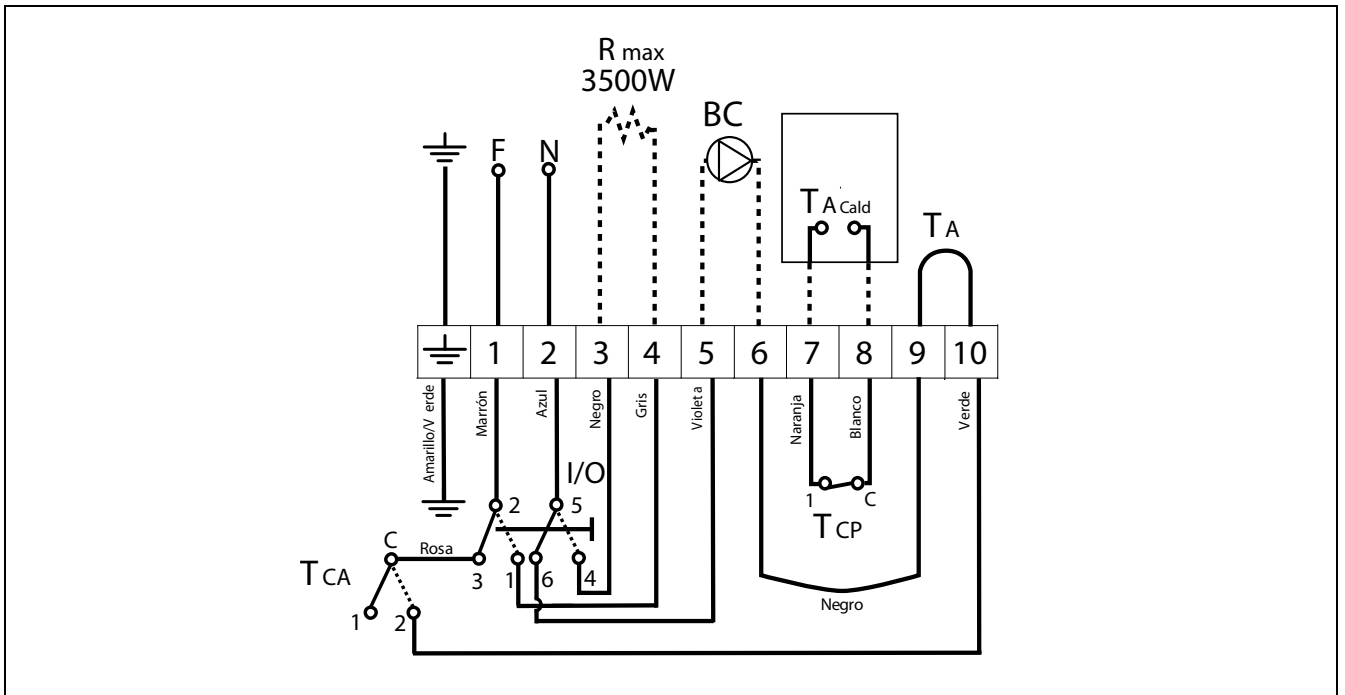 R max
3500W
BC
F
N
T A Cald
T A
1 2 3 4 5 6 7 8 9 10
Amarillo/V erde
Marrón
Azul
Negro
Gris
Violeta
Naranja
Blanco
Verde
I/O
2
5
1
C
T CP
C
Rosa
3
1
6
4
T CA
1
2
Negro